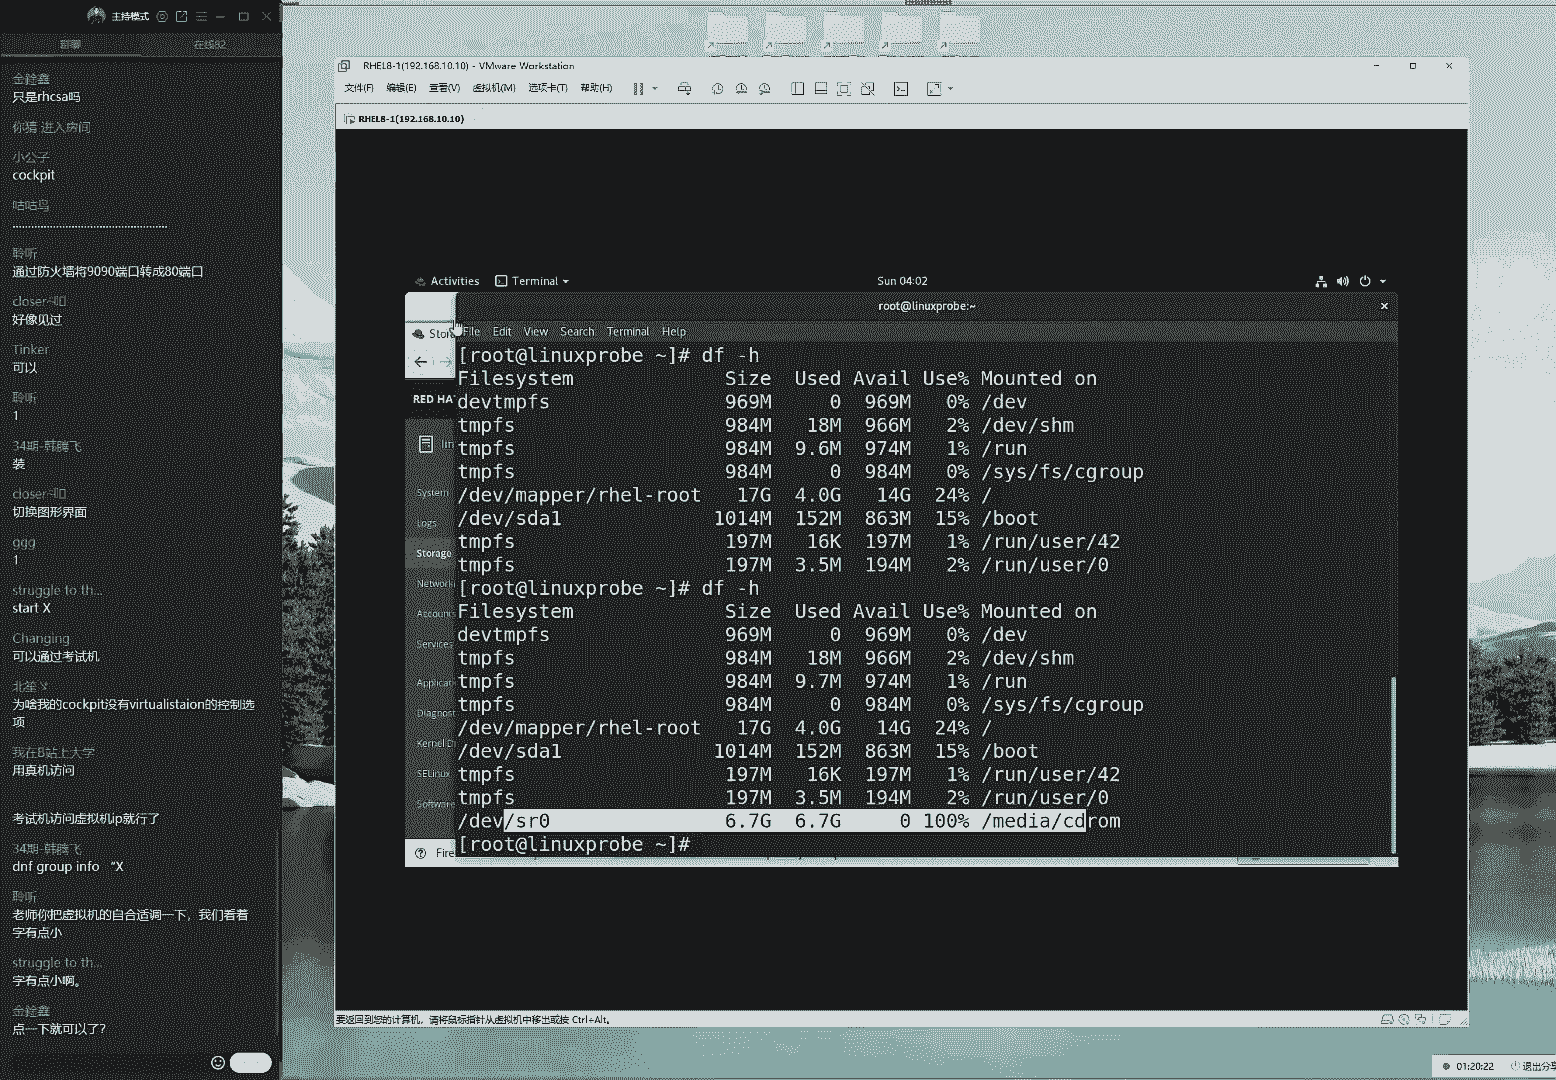 主持模式
聊聊
在线82
金銓鑫
只是rhcsa吗
你猜 进入房间
小公子
cockpit
咕咕鸟
聆听
通过防火墙将9090端口转成80端口
好像见过
Tinker
可以
聆听
1
34期-韩腾飞
装
切换图形界面
ggg
1
struggle to th...
start X
Changing
可以通过考试机
为啥我的cockpit没有virtualistaion的控制选
项
我在B站上大学
用真机访问
考试机访问虚拟机ip就行了
34期-韩腾飞
dnf group info “X
聆听
老师你把虚拟机的自合适调一下，我们看着
字有点小
struggle to th...
字有点小啊。
金銓鑫
点一下就可以了?
RHEL8-1(192.168.10.10) - VMware Workstation
文件(F) 编辑(E) 查看(V) 虚拟机(M) 选项卡(T) 帮助(H)
RHEL8-1(192.168.10.10)
Activities Terminal Sun 04:02
root@linuxprobe:~
File Edit View Search Terminal Help
RED HA
System
Logs
Storage
Network
Accoun
Service
Applicat
Diagnost
Kernel D
SELinux
Software
Fire
[root@linuxprobe ~]# df -h
Filesystem Size Used Avail Use% Mounted on
devtmpfs 969M 0 969M 0% /dev
tmpfs 984M 18M 966M 2% /dev/shm
tmpfs 984M 9.6M 974M 1% /run
tmpfs 984M 0 984M 0% /sys/fs/cgroup
/dev/mapper/rhel-root 17G 4.0G 14G 24% /
/dev/sda1 1014M 152M 863M 15% /boot
tmpfs 197M 16K 197M 1% /run/user/42
tmpfs 197M 3.5M 194M 2% /run/user/0
[root@linuxprobe ~]# df -h
Filesystem Size Used Avail Use% Mounted on
devtmpfs 969M 0 969M 0% /dev
tmpfs 984M 18M 966M 2% /dev/shm
tmpfs 984M 9.7M 974M 1% /run
tmpfs 984M 0 984M 0% /sys/fs/cgroup
/dev/mapper/rhel-root 17G 4.0G 14G 24% /
/dev/sda1 1014M 152M 863M 15% /boot
tmpfs 197M 16K 197M 1% /run/user/42
tmpfs 197M 3.5M 194M 2% /run/user/0
/dev/sr0 6.7G 6.7G 0 100% /media/cdrom
[root@linuxprobe ~]#
要返回到您的计算机，请将鼠标指针从虚拟机中移出或按 Ctrl+Alt。
01:20:22 退出分享